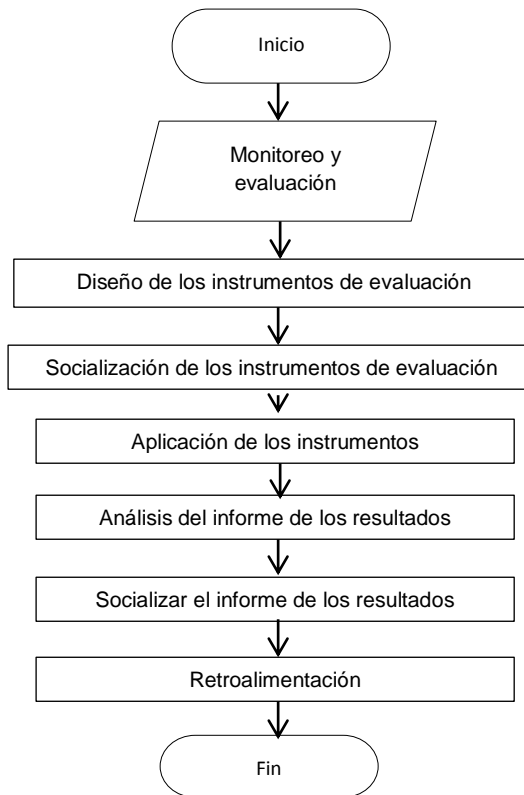 Inicio
Monitoreo y
evaluación
Diseño de los instrumentos de evaluación
Socialización de los instrumentos de evaluación
Aplicación de los instrumentos
Análisis del informe de los resultados
Socializar el informe de los resultados
Retroalimentación
Fin